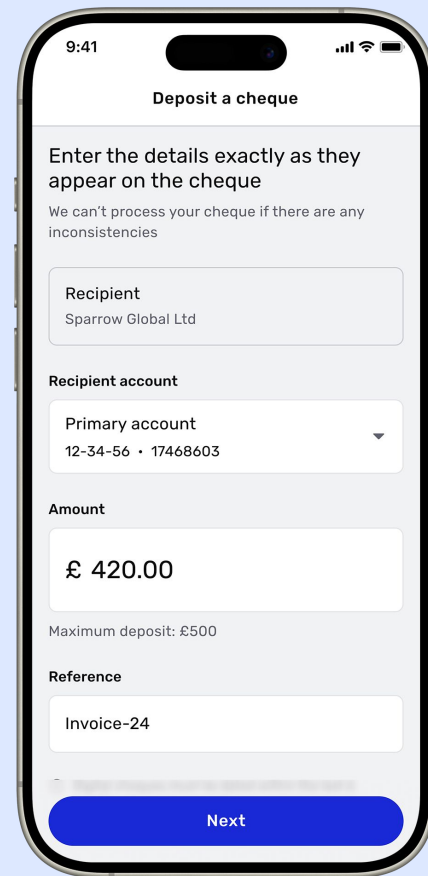 9:41
Deposit a cheque
Enter the details exactly as they
appear on the cheque
We can’t process your cheque if there are any
inconsistencies
Recipient
Sparrow Global Ltd
Recipient account
Primary account
12-34-56 • 17468603
Amount
£ 420.00
Maximum deposit: £500
Reference
Invoice-24
Next